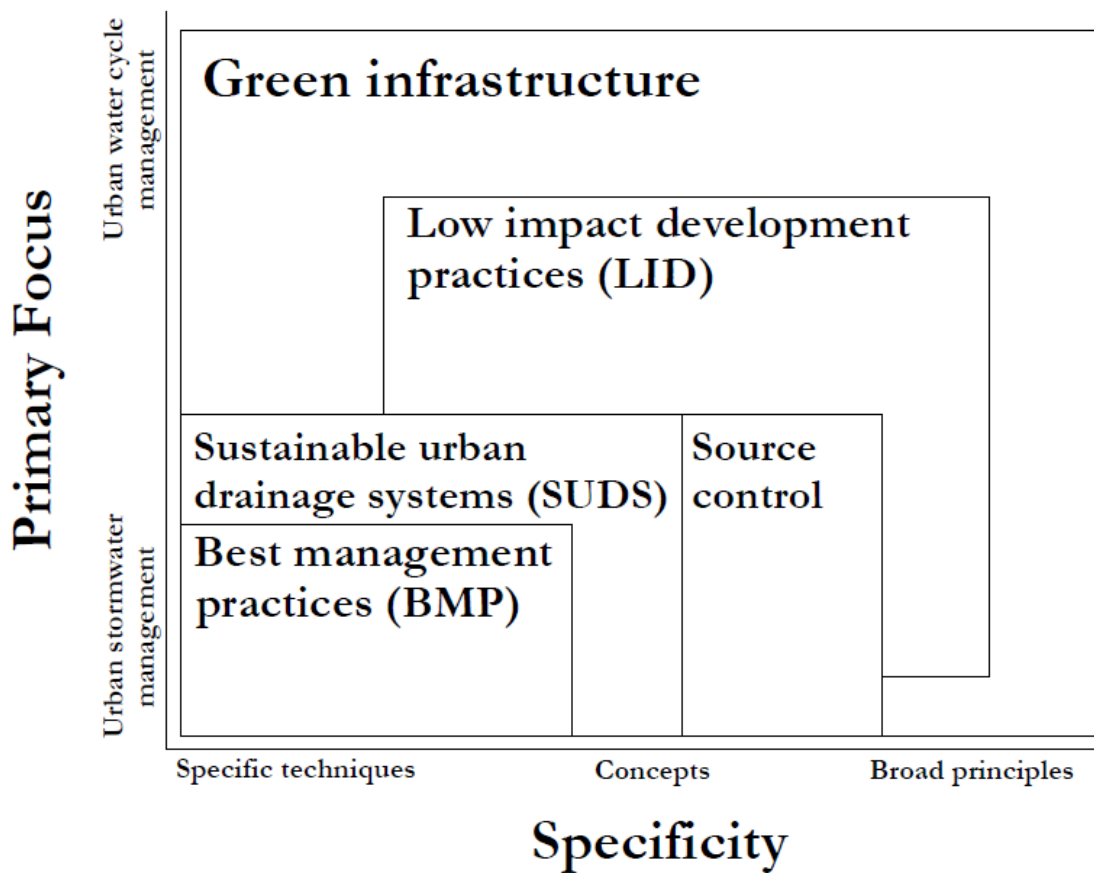 Primary Focus
Urban water cycle
management
Urban stormwater
management
Green infrastructure
Low impact development
practices (LID)
Sustainable urban
drainage systems (SUDS)
Source
control
Best management
practices (BMP)
Specific techniques
Concepts
Broad principles
Specificity